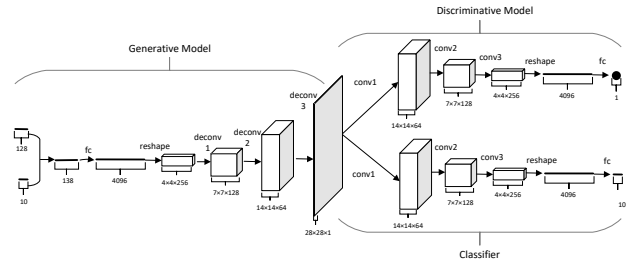 Discriminative Model
Generative Model
conv2
conv3
reshape
fc
conv1
4096
1
4×4×256
7×7×128
14×14×64
deconv
3
deconv
2
deconv
1
reshape
fc
128
10
138
4096
4×4×256
7×7×128
14×14×64
28×28×1
conv1
conv2
conv3
reshape
fc
4096
10
4×4×256
7×7×128
14×14×64
Classifier